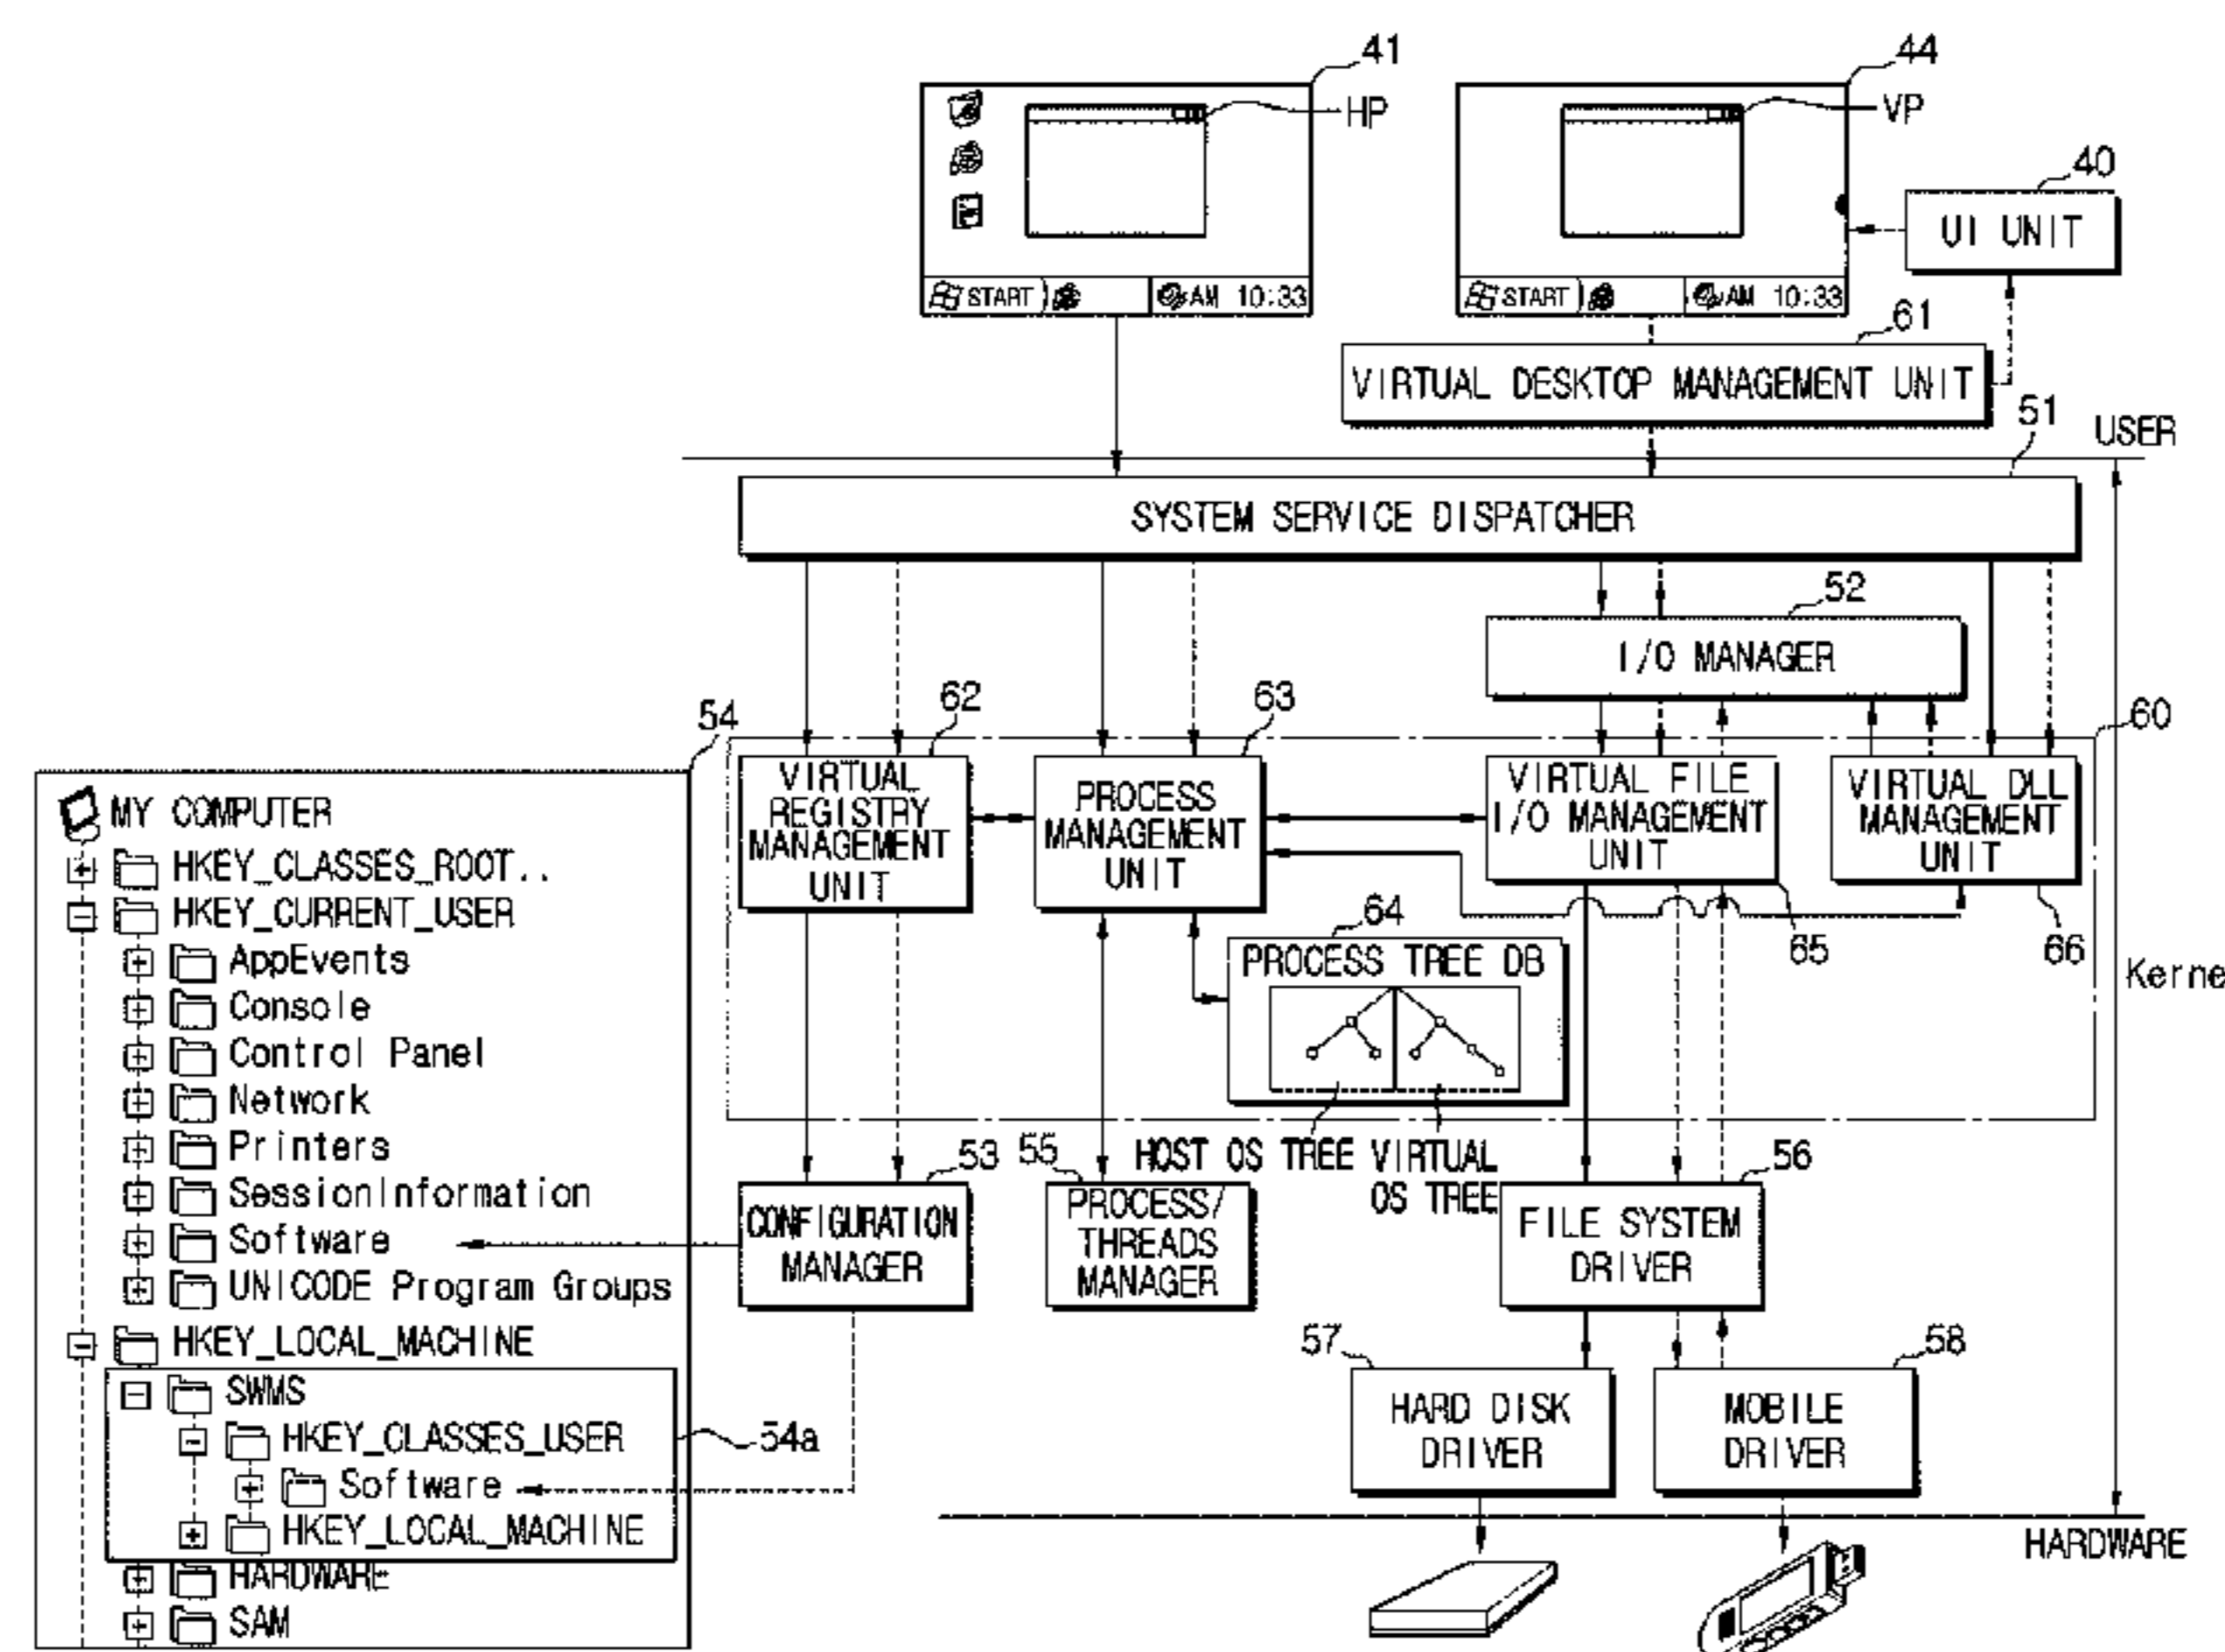 41
HP
START
AM 10:33
44
VP
START
AM 10:33
40
UI UNIT
61
VIRTUAL DESKTOP MANAGEMENT UNIT
51
USER
SYSTEM SERVICE DISPATCHER
52
I/O MANAGER
60
62
VIRTUAL
REGISTRY
MANAGEMENT
UNIT
63
PROCESS
MANAGEMENT
UNIT
VIRTUAL FILE
I/O MANAGEMENT
UNIT
65
VIRTUAL DLL
MANAGEMENT
UNIT
66
64
PROCESS TREE DB
HOST OS TREE
VIRTUAL
OS TREE
Kerne
54
MY COMPUTER
HKEY_CLASSES_ROOT..
HKEY_CURRENT_USER
AppEvents
Console
Control Panel
Network
Printers
SessionInformation
Software
UNICODE Program Groups
HKEY_LOCAL_MACHINE
SWMS
HKEY_CLASSES_USER
Software
HKEY_LOCAL_MACHINE
54a
HARDWARE
SAM
53
CONFIGURATION
MANAGER
55
PROCESS/
THREADS
MANAGER
56
FILE SYSTEM
DRIVER
57
HARD DISK
DRIVER
58
MOBILE
DRIVER
HARDWARE